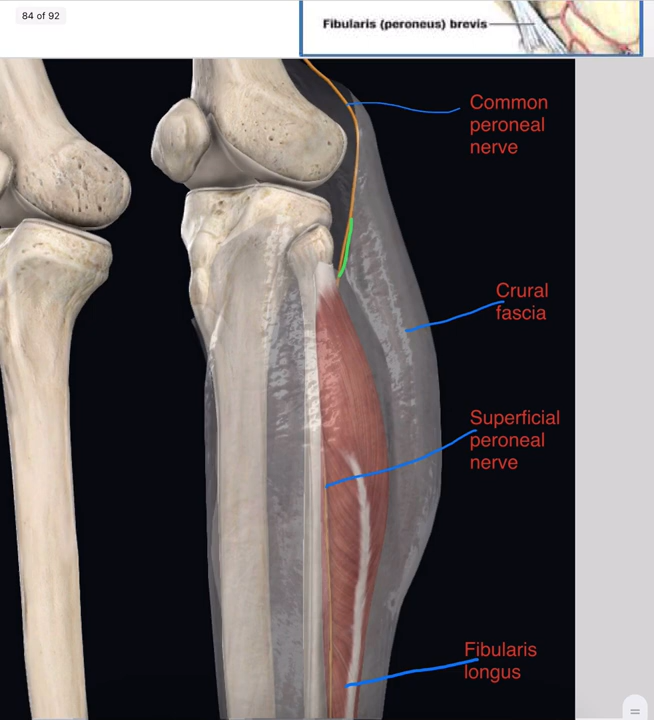 84 of 92
Fibularis (peroneus) brevis
Common
peroneal
nerve
Crural
fascia
Superficial
peroneal
nerve
Fibularis
longus